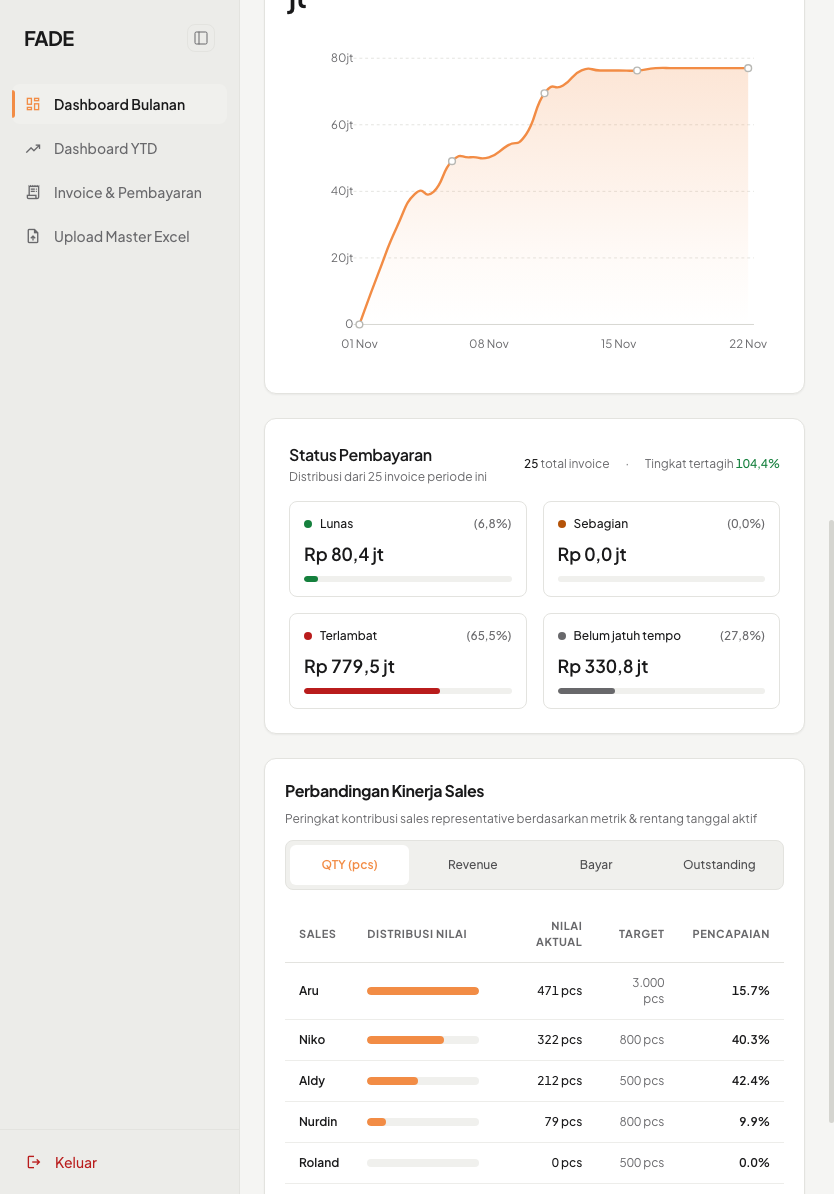 FADE
Dashboard Bulanan
Dashboard YTD
Invoice & Pembayaran
Upload Master Excel
Keluar
jt
80jt
60jt
40jt
20jt
0
01 Nov 08 Nov 15 Nov 22 Nov
Status Pembayaran
Distribusi dari 25 invoice periode ini
25 total invoice · Tingkat tertagih 104,4%
Lunas (6,8%)
Rp 80,4 jt
Sebagian (0,0%)
Rp 0,0 jt
Terlambat (65,5%)
Rp 779,5 jt
Belum jatuh tempo (27,8%)
Rp 330,8 jt
Perbandingan Kinerja Sales
Peringkat kontribusi sales representative berdasarkan metrik & rentang tanggal aktif
QTY (pcs) Revenue Bayar Outstanding
SALES DISTRIBUSI NILAI NILAI AKTUAL TARGET PENCAPAIAN
Aru 471 pcs 3.000 pcs 15.7%
Niko 322 pcs 800 pcs 40.3%
Aldy 212 pcs 500 pcs 42.4%
Nurdin 79 pcs 800 pcs 9.9%
Roland 0 pcs 500 pcs 0.0%